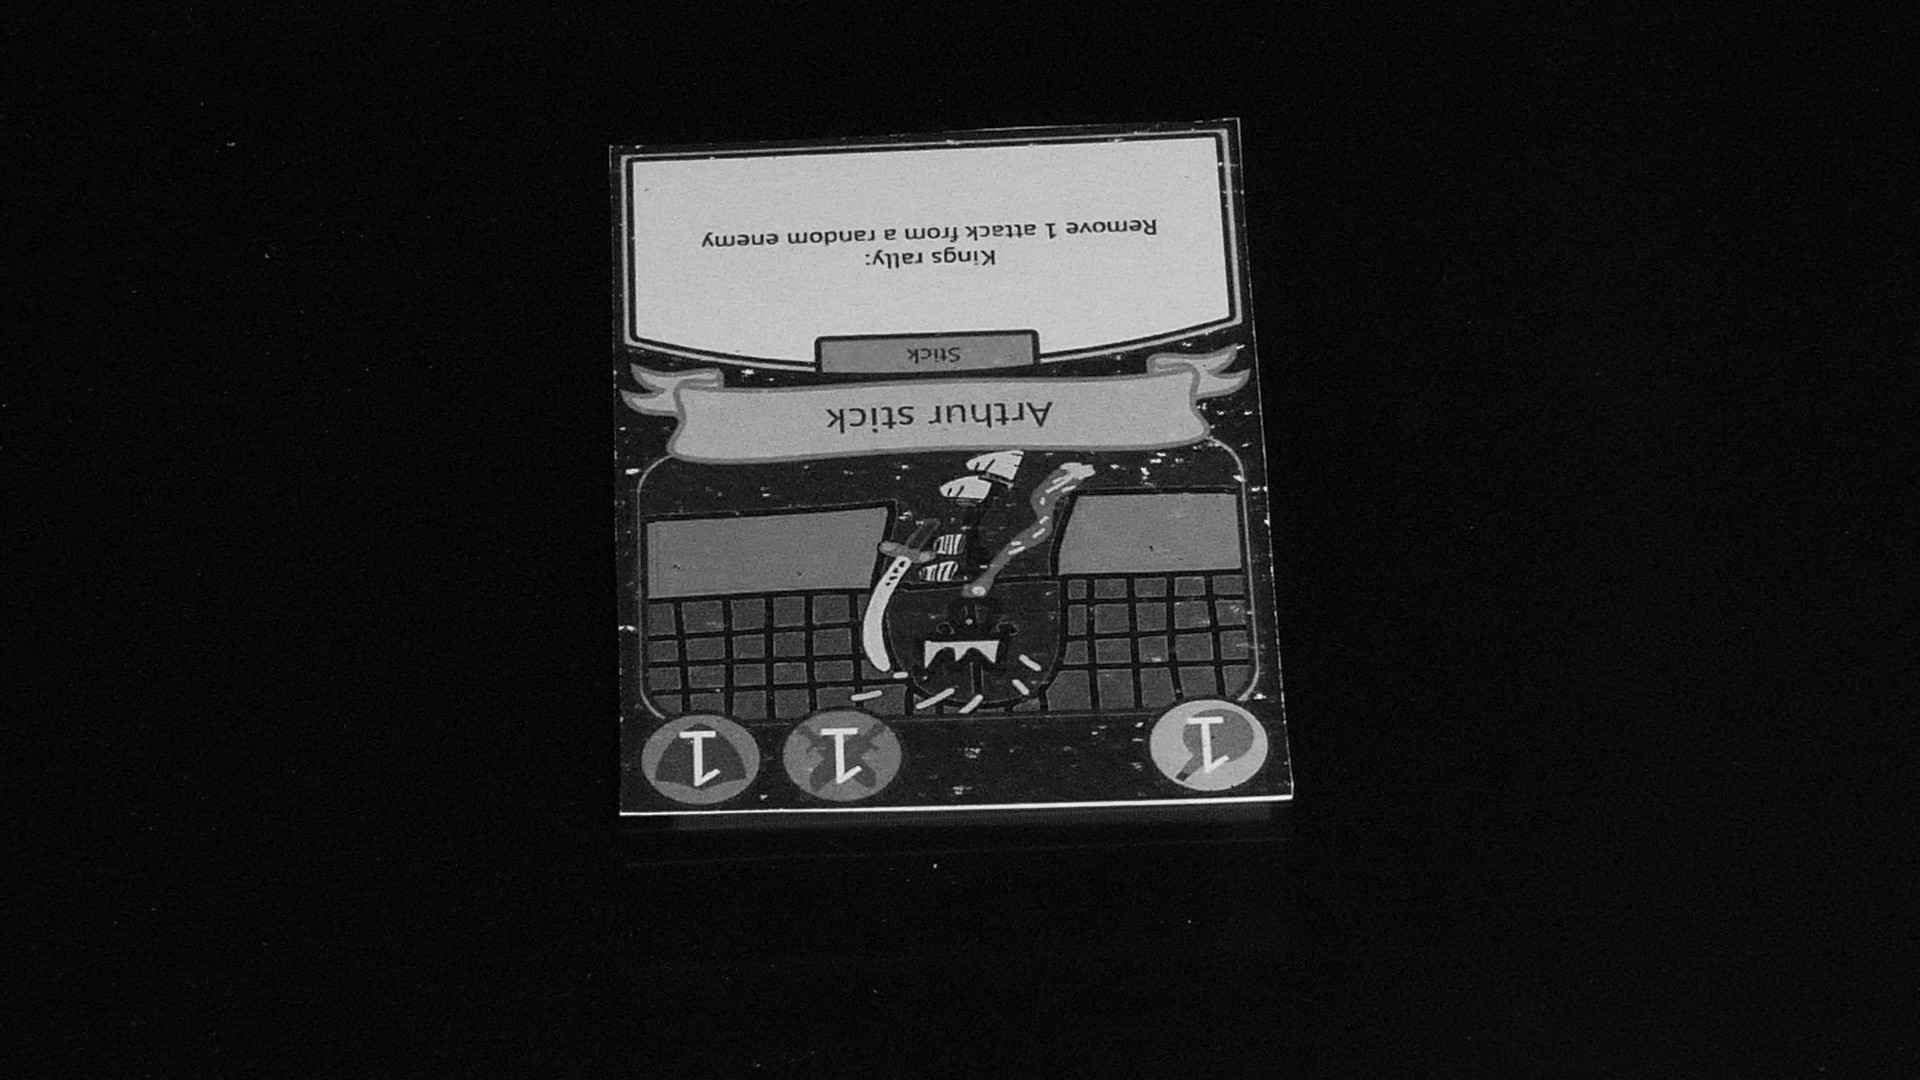 1 1 1
Arthur stick
Stick
Kings rally:
Remove 1 attack from a random enemy